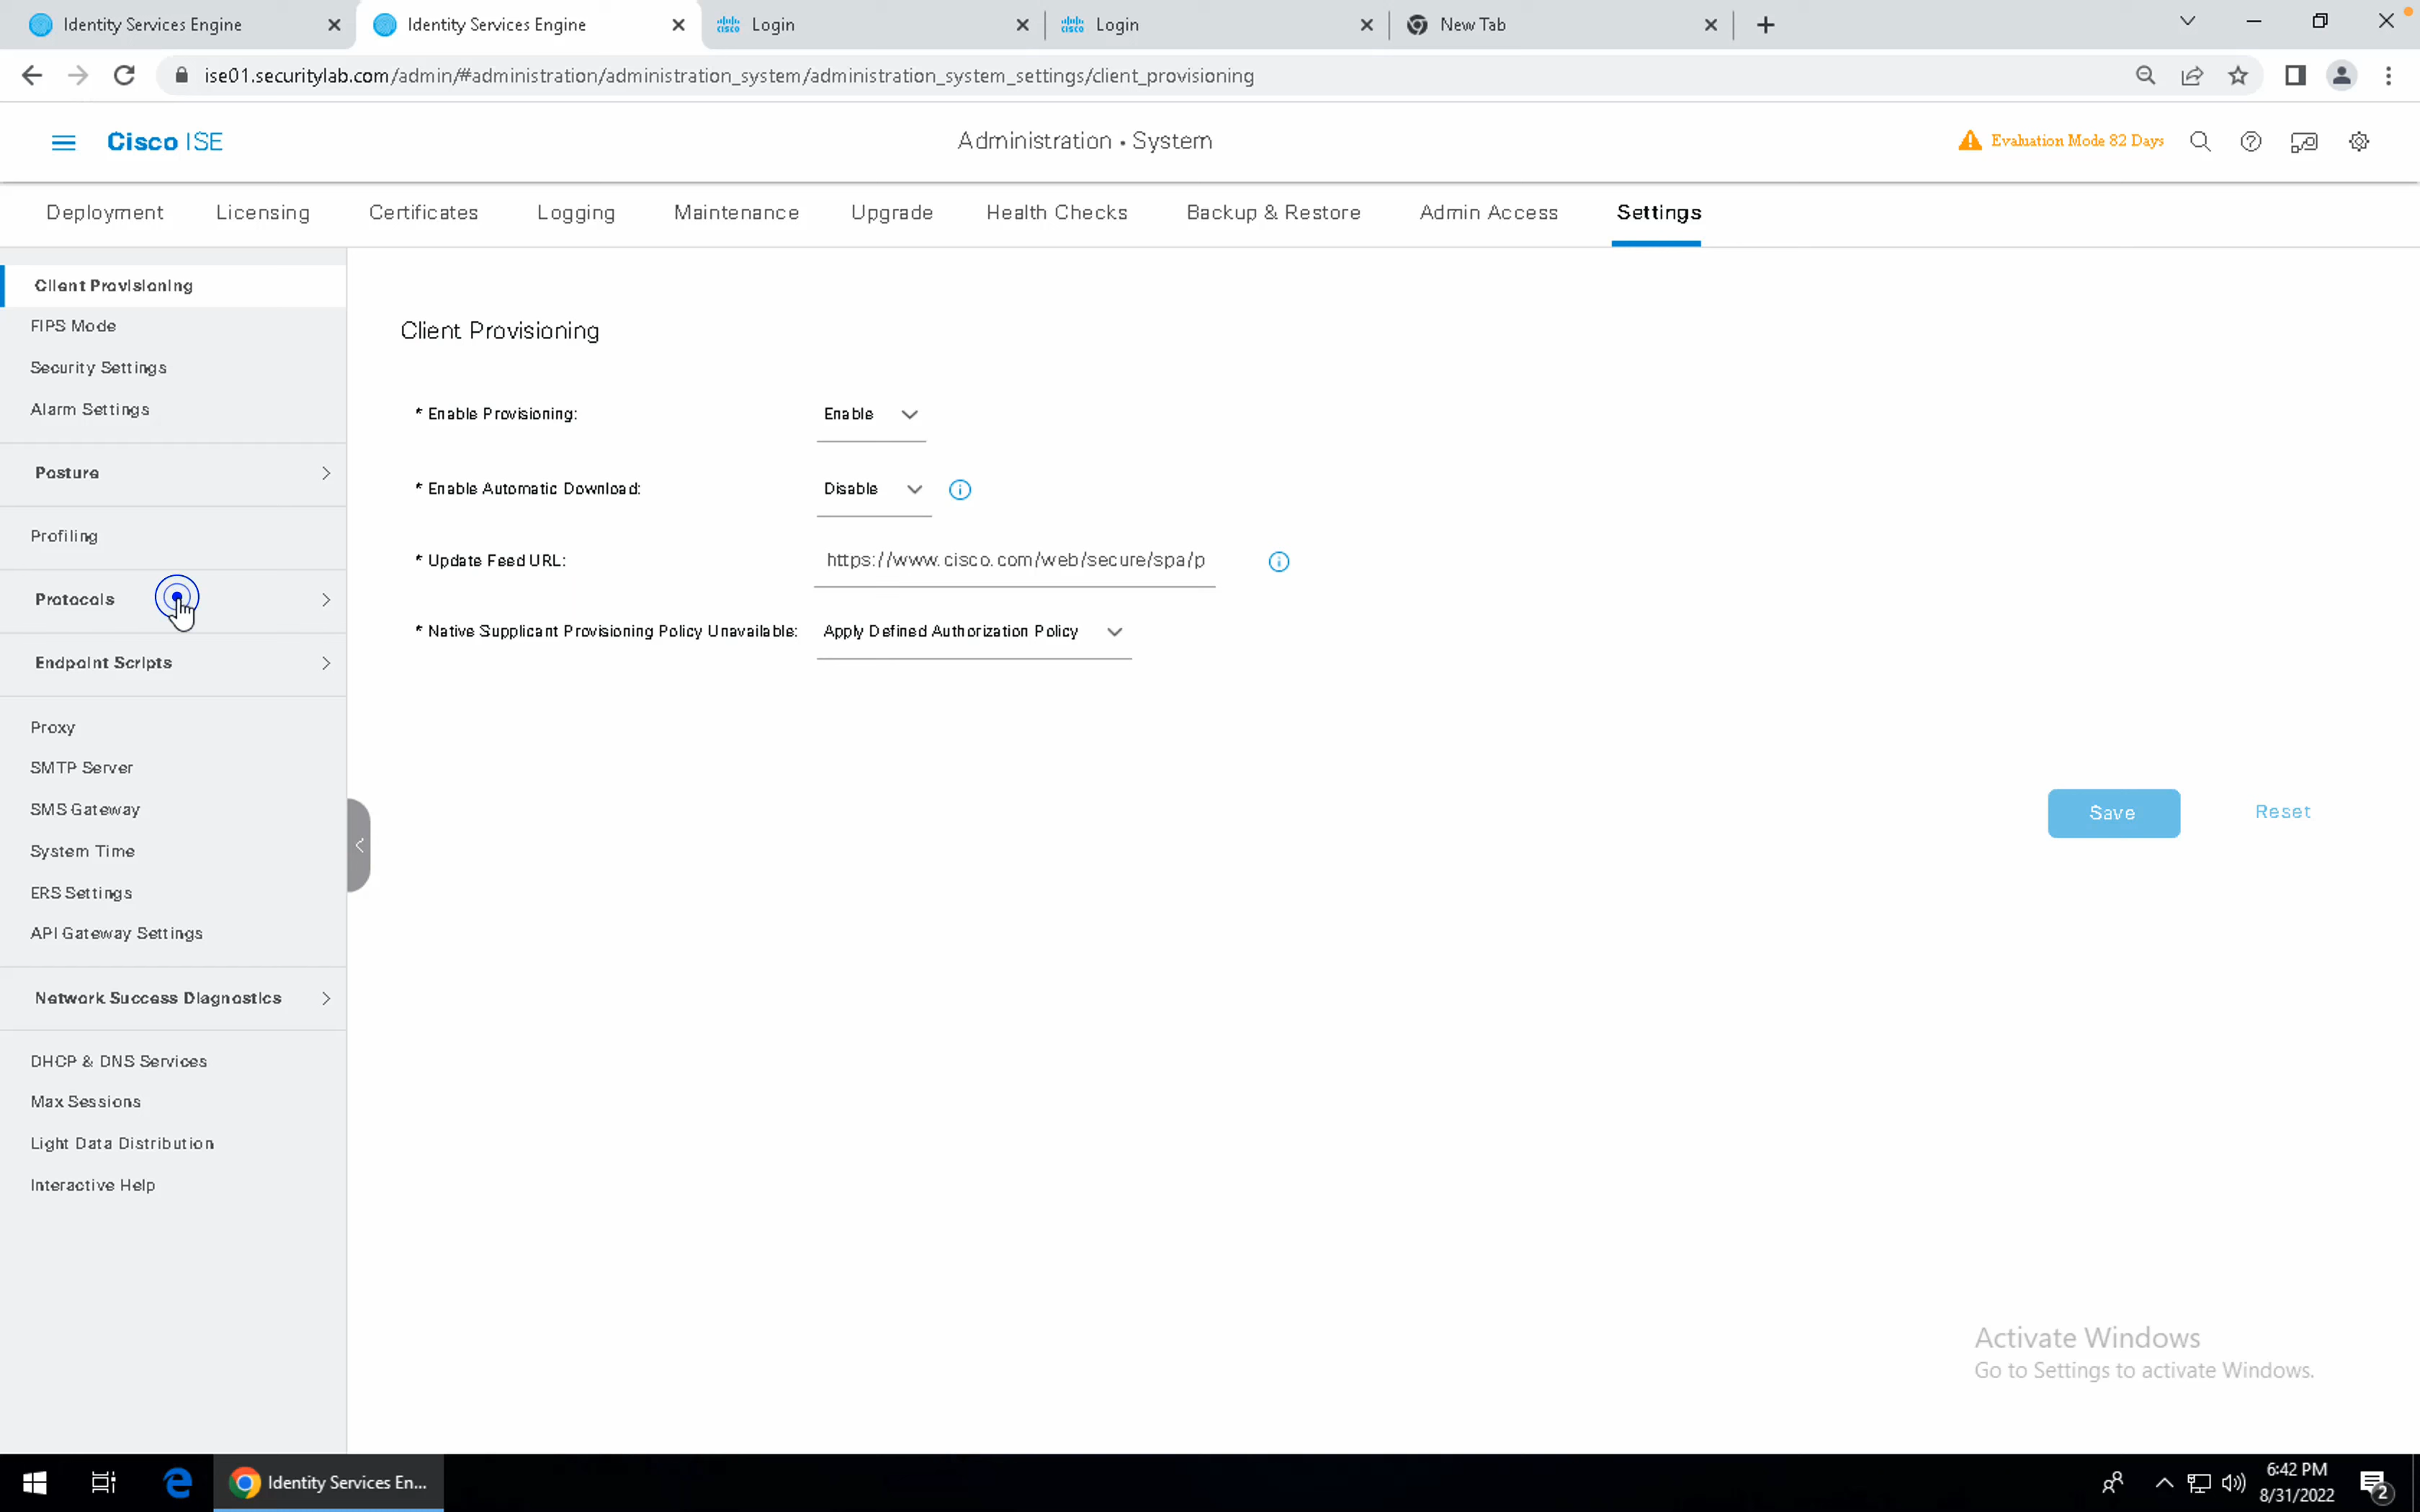 Identity Services Engine
Identity Services Engine
Login
Login
New Tab
ise01.securitylab.com/admin/#administration/administration_system/administration_system_settings/client_provisioning
Cisco ISE
Administration • System
Evaluation Mode 82 Days
Deployment
Licensing
Certificates
Logging
Maintenance
Upgrade
Health Checks
Backup & Restore
Admin Access
Settings
Client Provisioning
FIPS Mode
Security Settings
Alarm Settings
Posture
Profiling
Protocols
Endpoint Scripts
Proxy
SMTP Server
SMS Gateway
System Time
ERS Settings
API Gateway Settings
Network Success Diagnostics
DHCP & DNS Services
Max Sessions
Light Data Distribution
Interactive Help
Client Provisioning
* Enable Provisioning: Enable
* Enable Automatic Download: Disable
* Update Feed URL: https://www.cisco.com/web/secure/spa/p
* Native Supplicant Provisioning Policy Unavailable: Apply Defined Authorization Policy
Save
Reset
Activate Windows
Go to Settings to activate Windows.
Identity Services En...
6:42 PM
8/31/2022
2